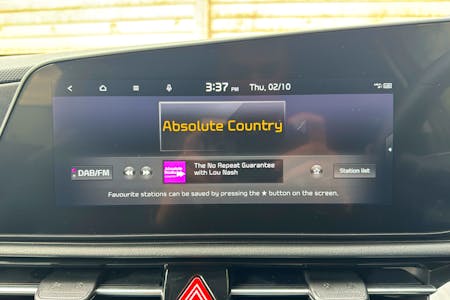 3:37 PM Thu, 02/10
Absolute Country
DAB/FM
The No Repeat Guarantee
with Lou Nash
Station list
Favourite stations can be saved by pressing the ★ button on the screen.